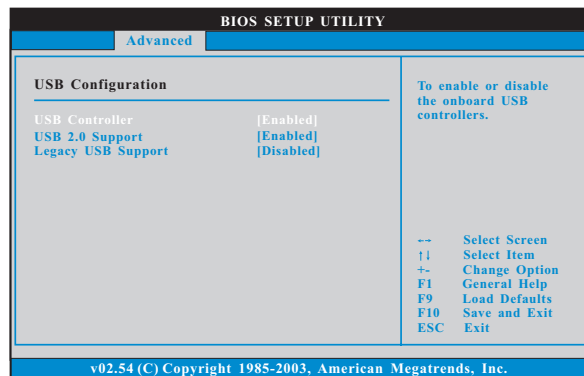 BIOS SETUP UTILITY
Advanced
USB Configuration
USB Controller [Enabled]
USB 2.0 Support [Enabled]
Legacy USB Support [Disabled]
To enable or disable
the onboard USB
controllers.
←→ Select Screen
↑↓ Select Item
+- Change Option
F1 General Help
F9 Load Defaults
F10 Save and Exit
ESC Exit
v02.54 (C) Copyright 1985-2003, American Megatrends, Inc.